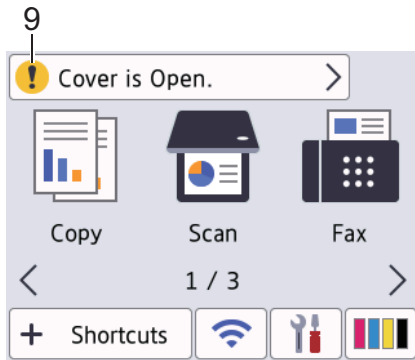 9
! Cover is Open.
Copy Scan Fax
1 / 3
+ Shortcuts